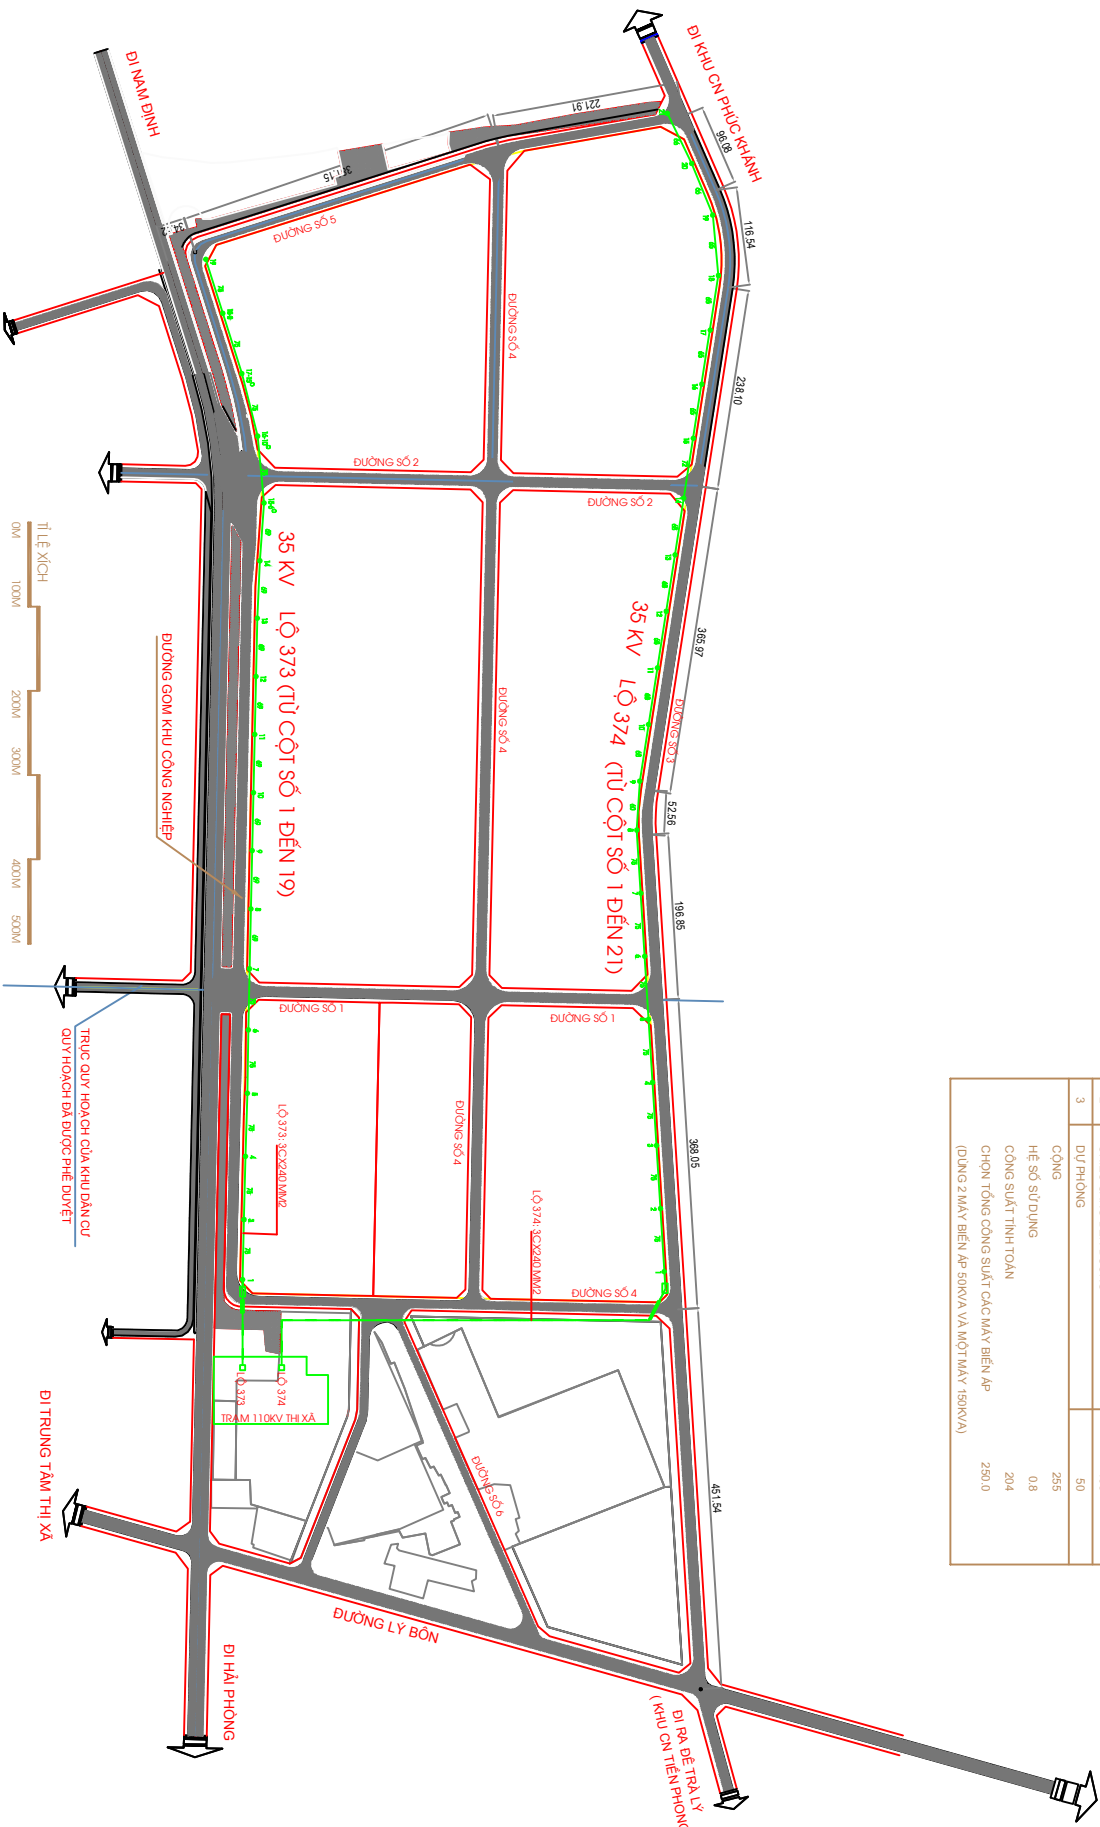 ĐI KHU CN PHÚC KHÁNH
ĐI NAM ĐỊNH
221.91
96.08
116.54
238.10
365.97
52.56
196.85
368.05
451.54
ĐƯỜNG SỐ 5
ĐƯỜNG SỐ 4
ĐƯỜNG SỐ 2
ĐƯỜNG SỐ 2
35 KV LỘ 373 (TỪ CỘT SỐ 1 ĐẾN 19)
35 KV LỘ 374 (TỪ CỘT SỐ 1 ĐẾN 21)
ĐƯỜNG SỐ 3
ĐƯỜNG SỐ 4
TỈ LỆ XÍCH
0M 100M 200M 300M 400M 500M
ĐƯỜNG GOM KHU CÔNG NGHIỆP
ĐƯỜNG SỐ 1
ĐƯỜNG SỐ 1
TRỤC QUY HOẠCH CỦA KHU DÂN CƯ
QUY HOẠCH ĐÃ ĐƯỢC PHÊ DUYỆT
LỘ 373: 3CX240MM2
ĐƯỜNG SỐ 4
LỘ 374: 3CX240MM2
ĐƯỜNG SỐ 4
LỘ 374
LỘ 373
TRẠM 110KV THỊ XÃ
ĐƯỜNG SỐ 6
ĐI TRUNG TÂM THỊ XÃ
ĐƯỜNG LÝ BÔN
ĐI HẢI PHÒNG
ĐI RA ĐÊ TRÀ LÝ
( KHU CN TIỀN PHONG
3 DỰ PHÒNG 50
CỘNG 255
HỆ SỐ SỬ DỤNG 0.8
CÔNG SUẤT TÍNH TOÁN 204
CHỌN TỔNG CÔNG SUẤT CÁC MÁY BIẾN ÁP 250.0
(DÙNG 2 MÁY BIẾN ÁP 50KVA VÀ MỘT MÁY 150KVA)